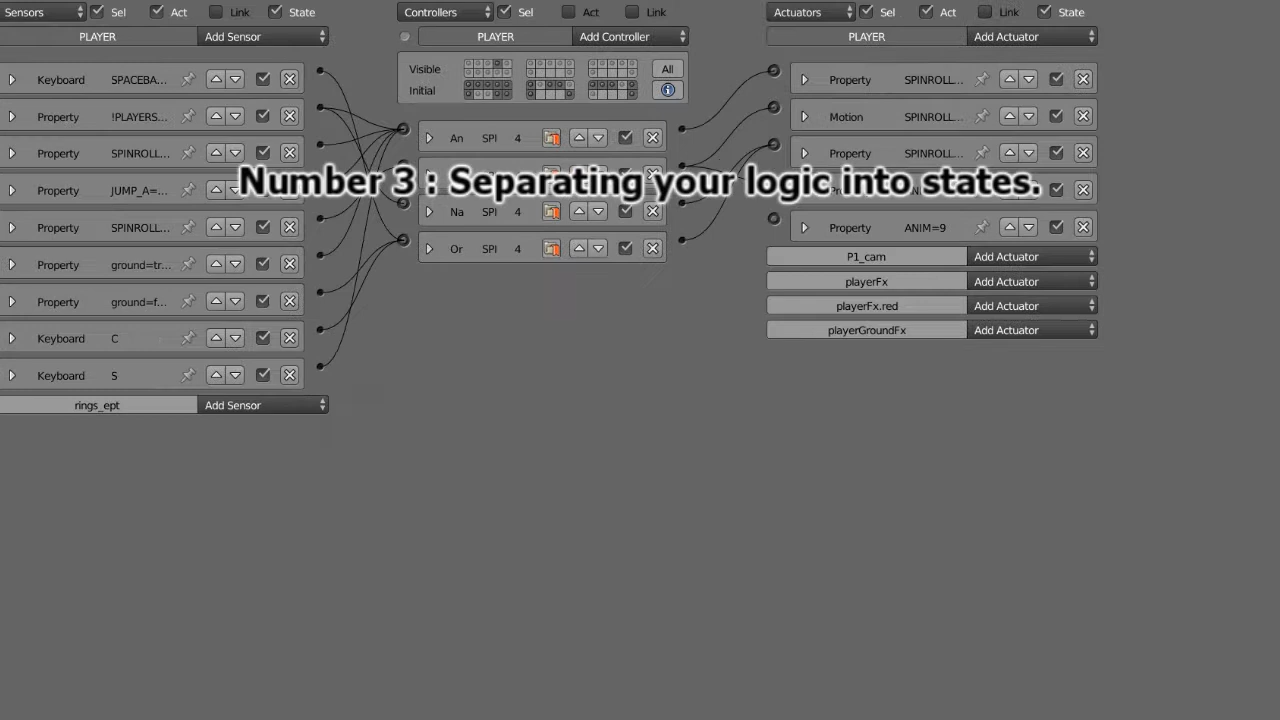 Sensors Sel Act Link State Controllers Sel Act Link Actuators Sel Act Link State
PLAYER Add Sensor PLAYER Add Controller PLAYER Add Actuator
Visible All
Initial
Keyboard SPACEBA... Property SPINROLL...
Property !PLAYERS... An SPI 4 Motion SPINROLL...
Property SPINROLL... Property SPINROLL...
Number 3 : Separating your logic into states.
Property JUMP_A=...
Na SPI 4
Property SPINROLL... Property ANIM=9
Or SPI 4
Property ground=tr... P1_cam Add Actuator
playerFx Add Actuator
Property ground=f... playerFx.red Add Actuator
Keyboard C playerGroundFx Add Actuator
Keyboard S
rings_ept Add Sensor